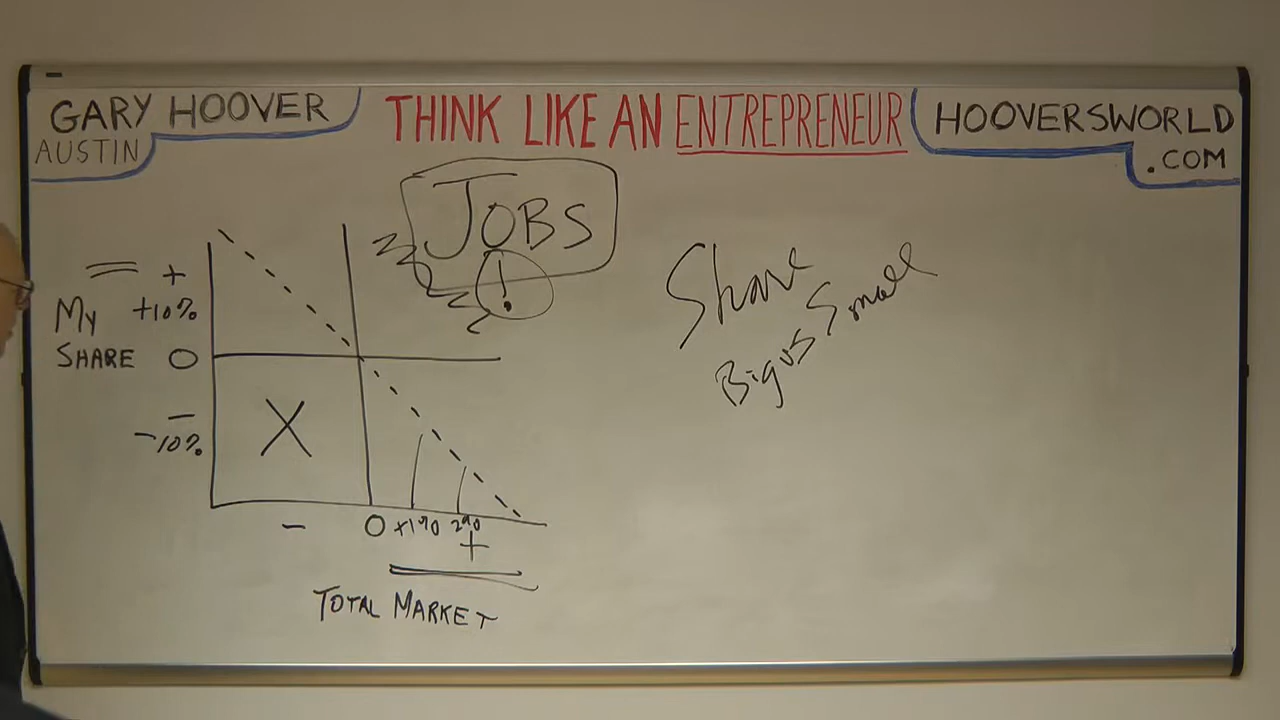 GARY HOOVER
AUSTIN
THINK LIKE AN ENTREPRENEUR
HOOVERSWORLD
.COM
JOBS
!
+
MY +10%
SHARE 0
-
-10%
X
- 0 +1% 2%
+
TOTAL MARKET
Share
Big vs Small